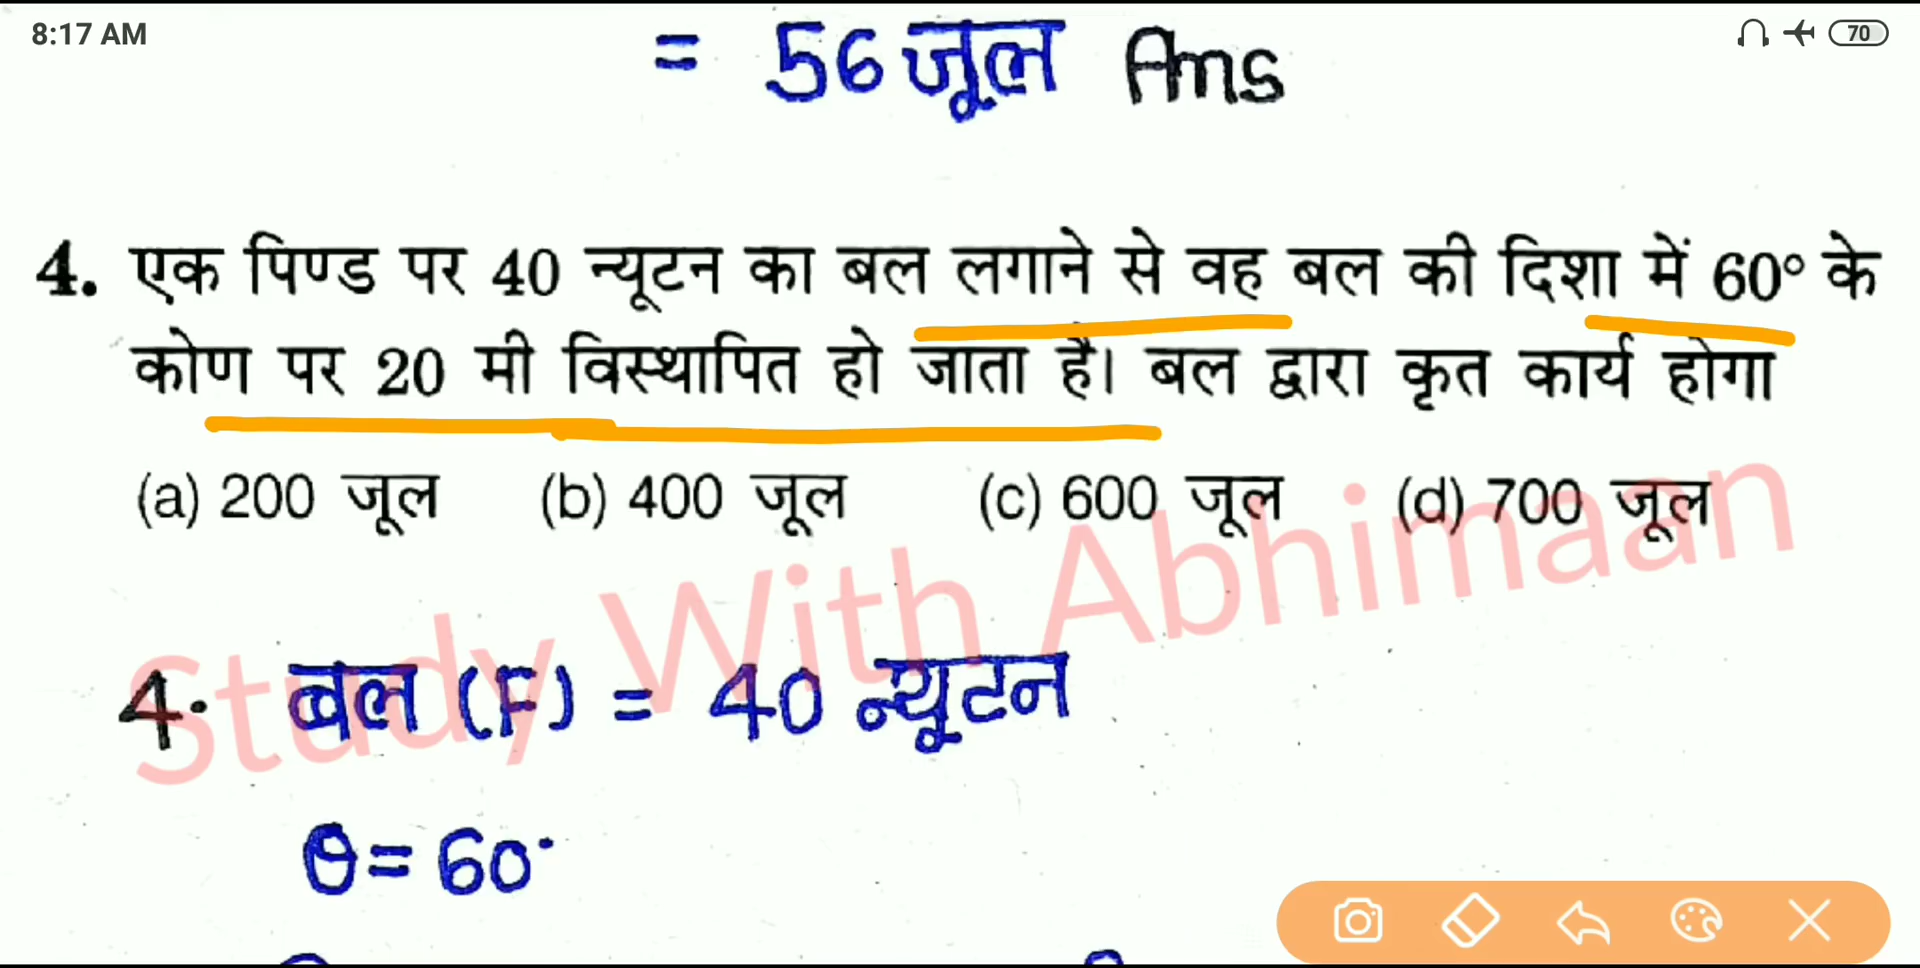 8:17 AM
70
= 56 जूल Ans
4. एक पिण्ड पर 40 न्यूटन का बल लगाने से वह बल की दिशा में 60° के
कोण पर 20 मी विस्थापित हो जाता है। बल द्वारा कृत कार्य होगा
(a) 200 जूल (b) 400 जूल (c) 600 जूल (d) 700 जूल
Study With Abhimaan
4. बल (F) = 40 न्यूटन
θ = 60°